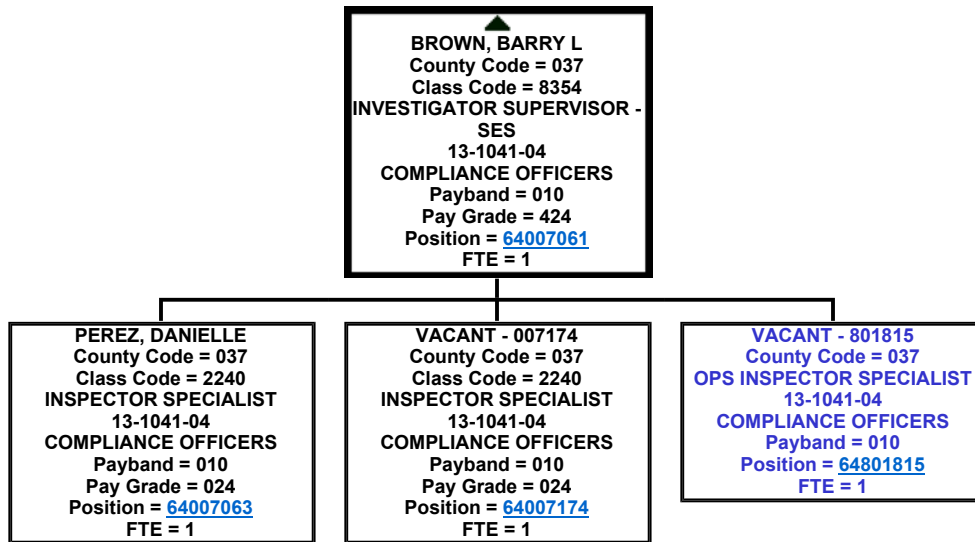 BROWN, BARRY L
County Code = 037
Class Code = 8354
INVESTIGATOR SUPERVISOR -
SES
13-1041-04
COMPLIANCE OFFICERS
Payband = 010
Pay Grade = 424
Position = 64007061
FTE = 1
PEREZ, DANIELLE
County Code = 037
Class Code = 2240
INSPECTOR SPECIALIST
13-1041-04
COMPLIANCE OFFICERS
Payband = 010
Pay Grade = 024
Position = 64007063
FTE = 1
VACANT - 007174
County Code = 037
Class Code = 2240
INSPECTOR SPECIALIST
13-1041-04
COMPLIANCE OFFICERS
Payband = 010
Pay Grade = 024
Position = 64007174
FTE = 1
VACANT - 801815
County Code = 037
OPS INSPECTOR SPECIALIST
13-1041-04
COMPLIANCE OFFICERS
Payband = 010
Position = 64801815
FTE = 1